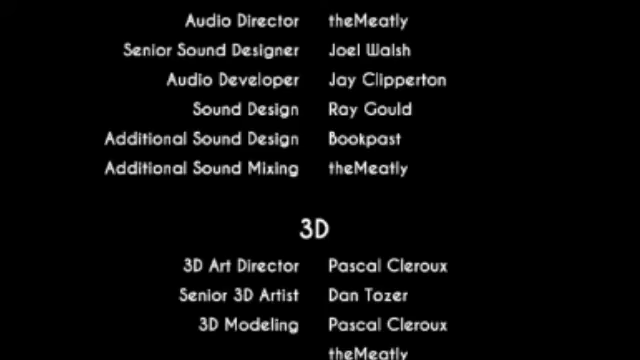 Audio Director theMeatly
Senior Sound Designer Joel Walsh
Audio Developer Jay Clipperton
Sound Design Ray Gould
Additional Sound Design Bookpast
Additional Sound Mixing theMeatly
3D
3D Art Director Pascal Cleroux
Senior 3D Artist Dan Tozer
3D Modeling Pascal Cleroux
theMeatly